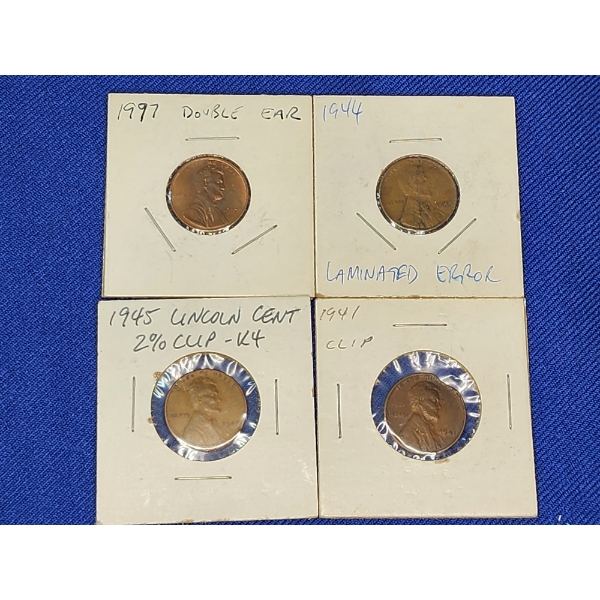 1997 DOUBLE EAR
1944
LAMINATED ERROR
1945 LINCOLN CENT
2% CLIP - K4
1941
CLIP